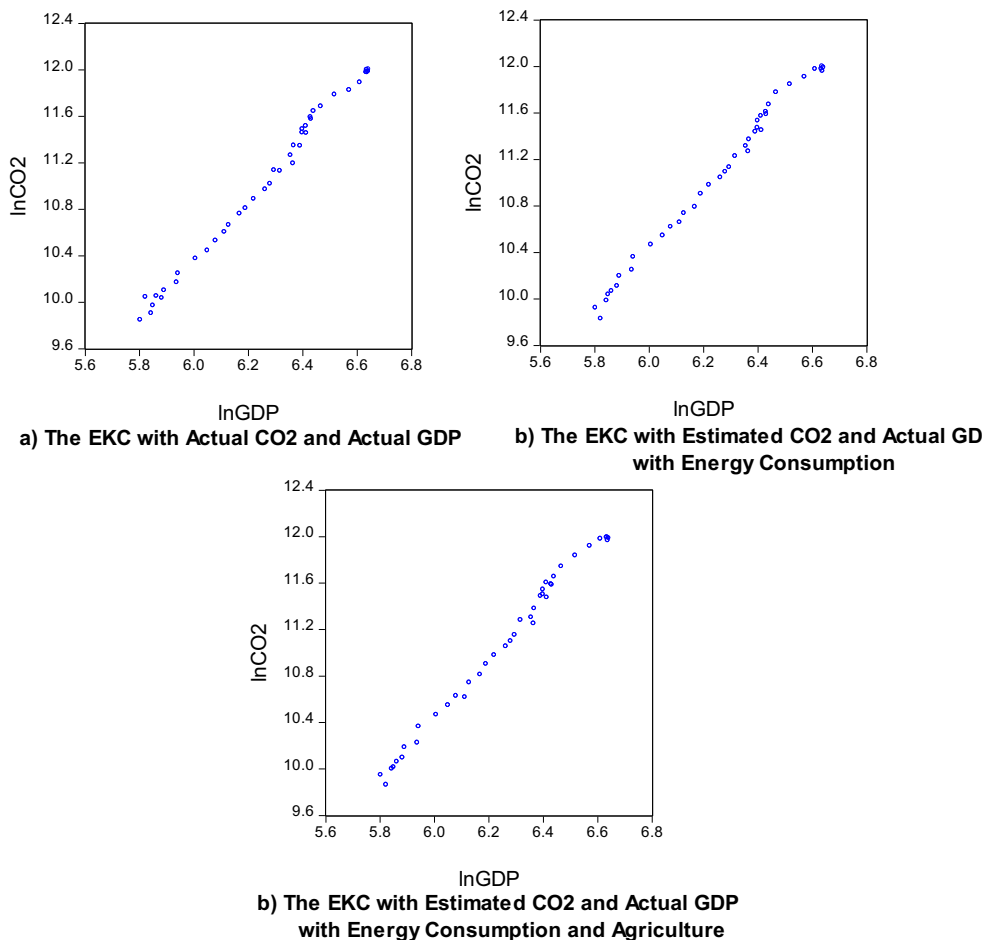 12.4
12.0
11.6
11.2
10.8
10.4
10.0
9.6
lnCO2
5.6 5.8 6.0 6.2 6.4 6.6 6.8
lnGDP
a) The EKC with Actual CO2 and Actual GDP
12.4
12.0
11.6
11.2
10.8
10.4
10.0
9.6
lnCO2
5.6 5.8 6.0 6.2 6.4 6.6 6.8
lnGDP
b) The EKC with Estimated CO2 and Actual GD
with Energy Consumption
12.4
12.0
11.6
11.2
10.8
10.4
10.0
9.6
lnCO2
5.6 5.8 6.0 6.2 6.4 6.6 6.8
lnGDP
b) The EKC with Estimated CO2 and Actual GDP
with Energy Consumption and Agriculture